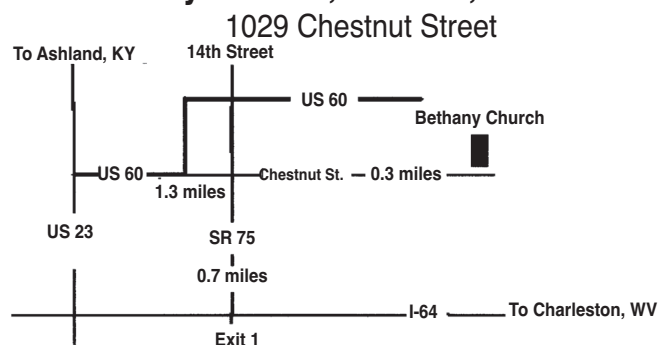 1029 Chestnut Street
To Ashland, KY
14th Street
US 60
Bethany Church
US 60
Chestnut St.
0.3 miles
1.3 miles
US 23
SR 75
0.7 miles
I-64
To Charleston, WV
Exit 1